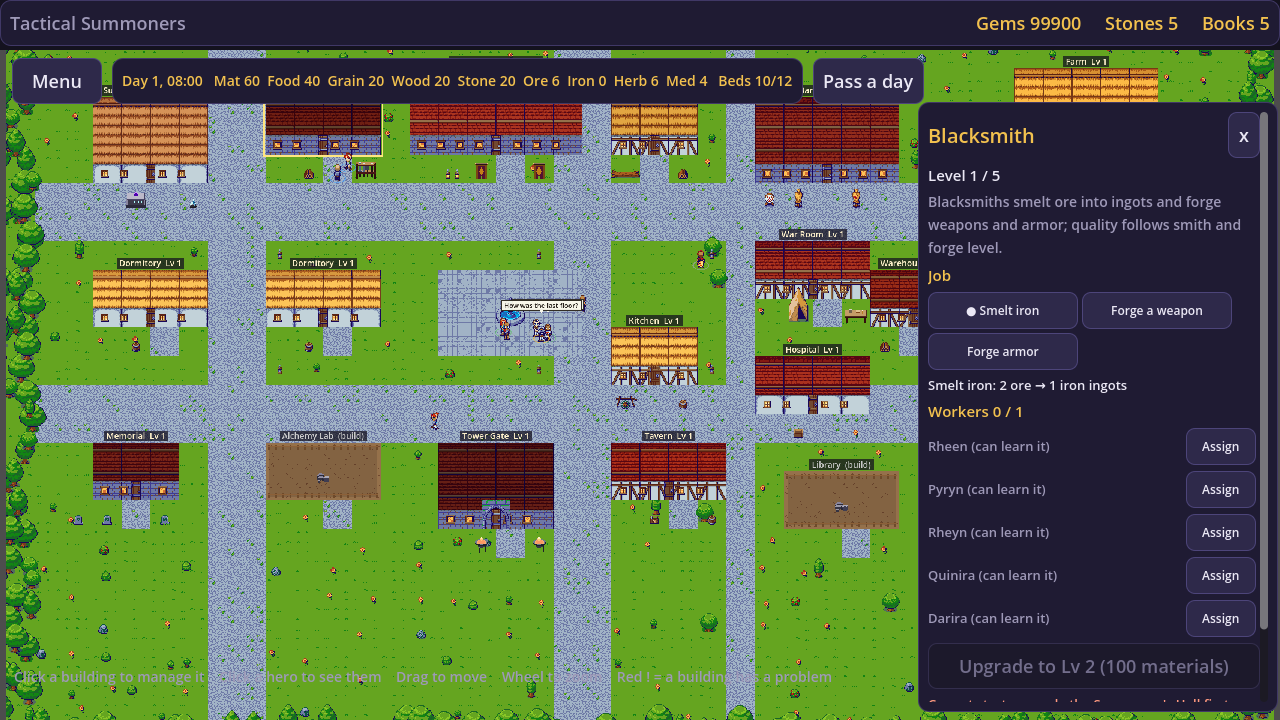 Tactical Summoners
Gems 99900 Stones 5 Books 5
Menu
Day 1, 08:00 Mat 60 Food 40 Grain 20 Wood 20 Stone 20 Ore 6 Iron 0 Herb 6 Med 4 Beds 10/12
Pass a day
Farm Lv 1
Blacksmith
X
Level 1 / 5
Blacksmiths smelt ore into ingots and forge
weapons and armor; quality follows smith and
forge level.
Job
● Smelt iron
Forge a weapon
Forge armor
Smelt iron: 2 ore → 1 iron ingots
Workers 0 / 1
Rheen (can learn it) Assign
Pyryn (can learn it) Assign
Rheyn (can learn it) Assign
Quinira (can learn it) Assign
Darira (can learn it) Assign
Upgrade to Lv 2 (100 materials)
War Room Lv 1
Dormitory Lv 1
Dormitory Lv 1
Warehou
How was the last floor?
Kitchen Lv 1
Hospital Lv 1
Memorial Lv 1
Alchemy Lab (build)
Tower Gate Lv 1
Tavern Lv 1
Library (build)
Click a building to manage it hero to see them Drag to move Wheel Red ! = a building a problem